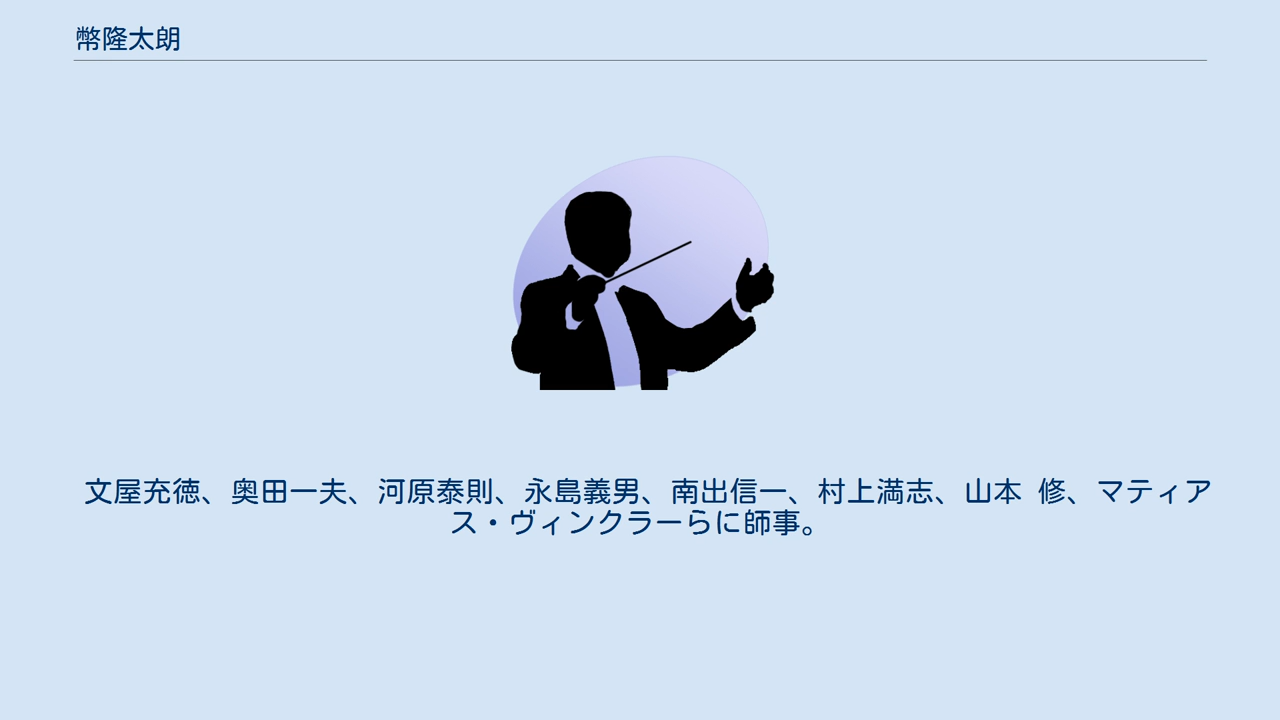 幣隆太朗
文屋充徳、奥田一夫、河原泰則、永島義男、南出信一、村上満志、山本 修、マティア
ス・ヴィンクラーらに師事。